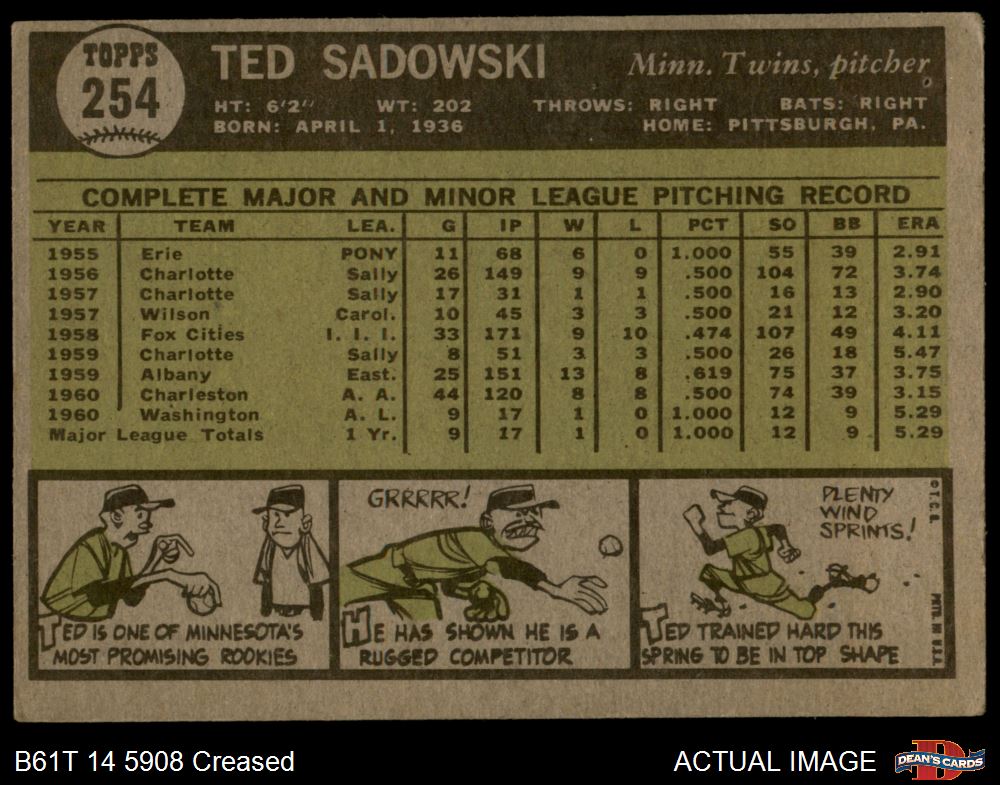 TOPPS
254
TED SADOWSKI
Minn. Twins, pitcher
HT: 6'2" WT: 202 THROWS: RIGHT BATS: RIGHT
BORN: APRIL 1, 1936 HOME: PITTSBURGH, PA.
COMPLETE MAJOR AND MINOR LEAGUE PITCHING RECORD
YEAR TEAM LEA. G IP W L PCT SO BB ERA
1955 Erie PONY 11 68 6 0 1.000 55 39 2.91
1956 Charlotte Sally 26 149 9 9 .500 104 72 3.74
1957 Charlotte Sally 17 31 1 1 .500 16 13 2.90
1957 Wilson Carol. 10 45 3 3 .500 21 12 3.20
1958 Fox Cities I. I. I. 33 171 9 10 .474 107 49 4.11
1959 Charlotte Sally 8 51 3 3 .500 26 18 5.47
1959 Albany East. 25 151 13 8 .619 75 37 3.75
1960 Charleston A. A. 44 120 8 8 .500 74 39 3.15
1960 Washington A. L. 9 17 1 0 1.000 12 9 5.29
Major League Totals 1 Yr. 9 17 1 0 1.000 12 9 5.29
TED IS ONE OF MINNESOTA'S
MOST PROMISING ROOKIES
GRRRRR!
HE HAS SHOWN HE IS A
RUGGED COMPETITOR
PLENTY
WIND
SPRINTS!
TED TRAINED HARD THIS
SPRING TO BE IN TOP SHAPE
© T. C. G.
PRTD. IN U.S.A.
B61T 14 5908 Creased
ACTUAL IMAGE
D
DEAN'S CARDS